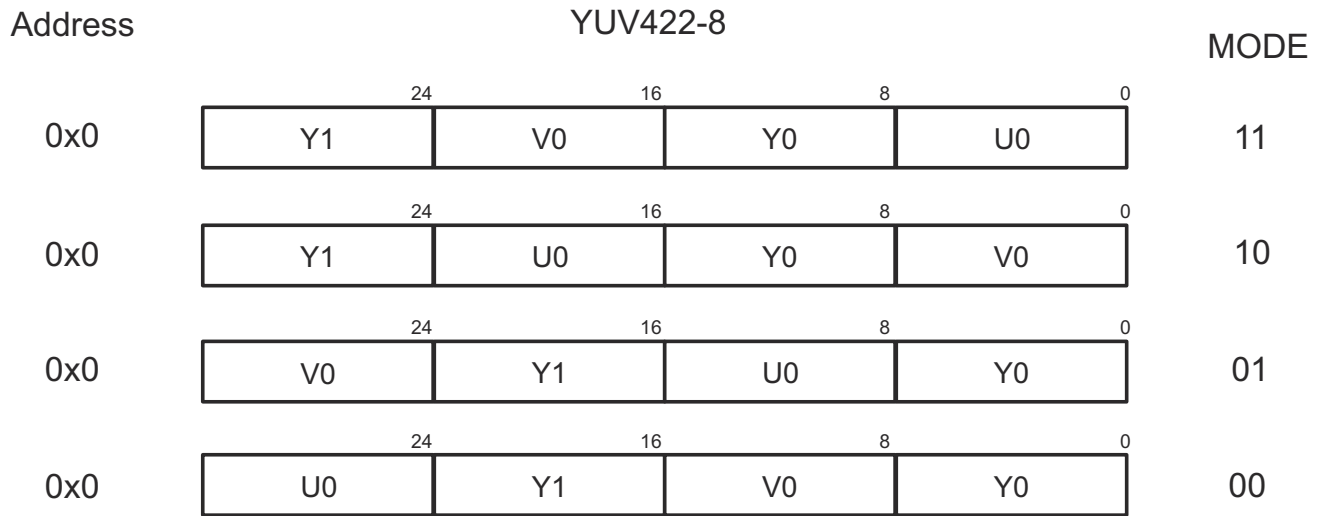 Address YUV422-8 MODE
24 16 8 0
0x0 Y1 V0 Y0 U0 11
24 16 8 0
0x0 Y1 U0 Y0 V0 10
24 16 8 0
0x0 V0 Y1 U0 Y0 01
24 16 8 0
0x0 U0 Y1 V0 Y0 00